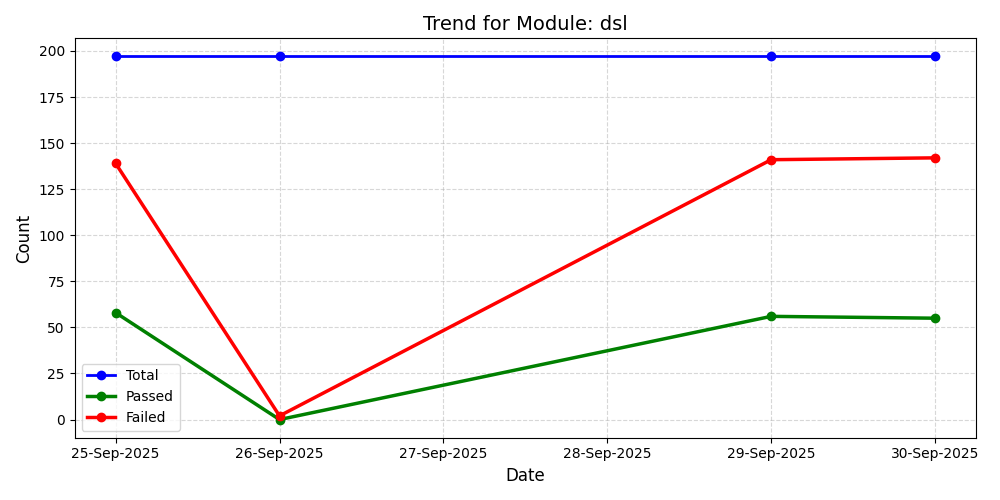 Trend for Module: dsl
Count
200
175
150
125
100
75
50
25
0
Total
Passed
Failed
25-Sep-2025
26-Sep-2025
27-Sep-2025
28-Sep-2025
29-Sep-2025
30-Sep-2025
Date